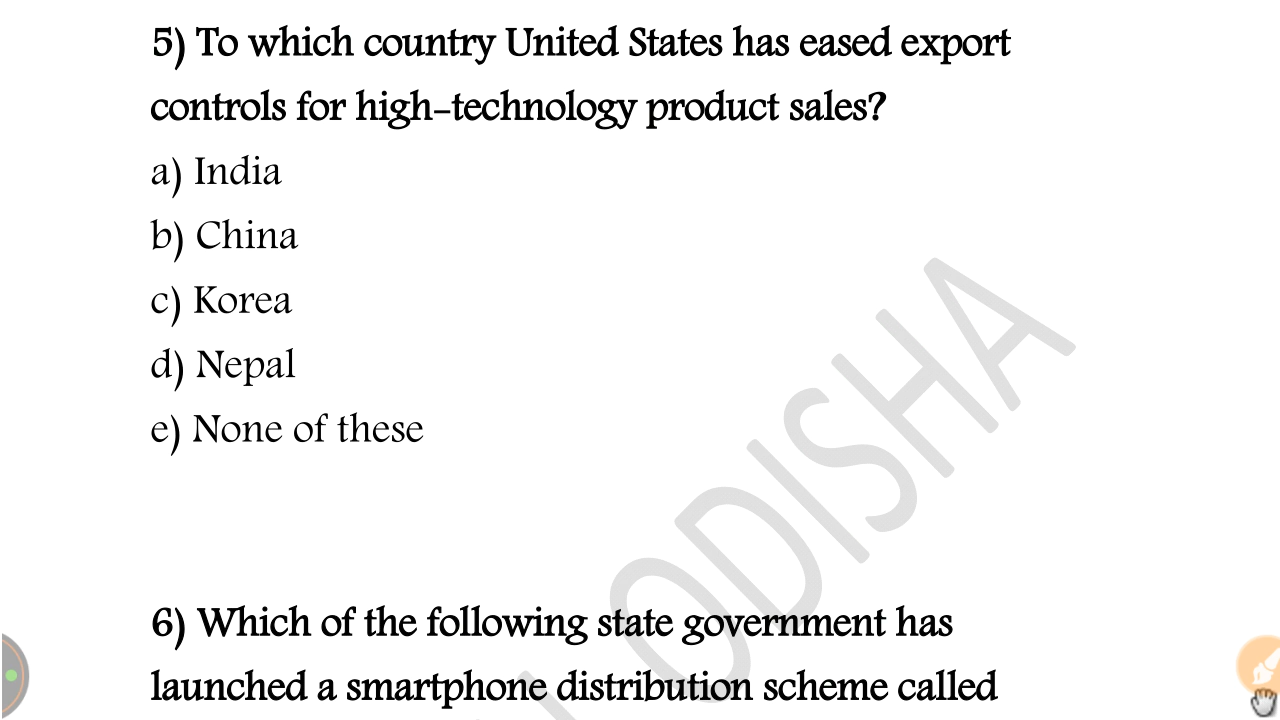 5) To which country United States has eased export
controls for high-technology product sales?
a) India
b) China
c) Korea
d) Nepal
e) None of these
ODISHA
6) Which of the following state government has
launched a smartphone distribution scheme called